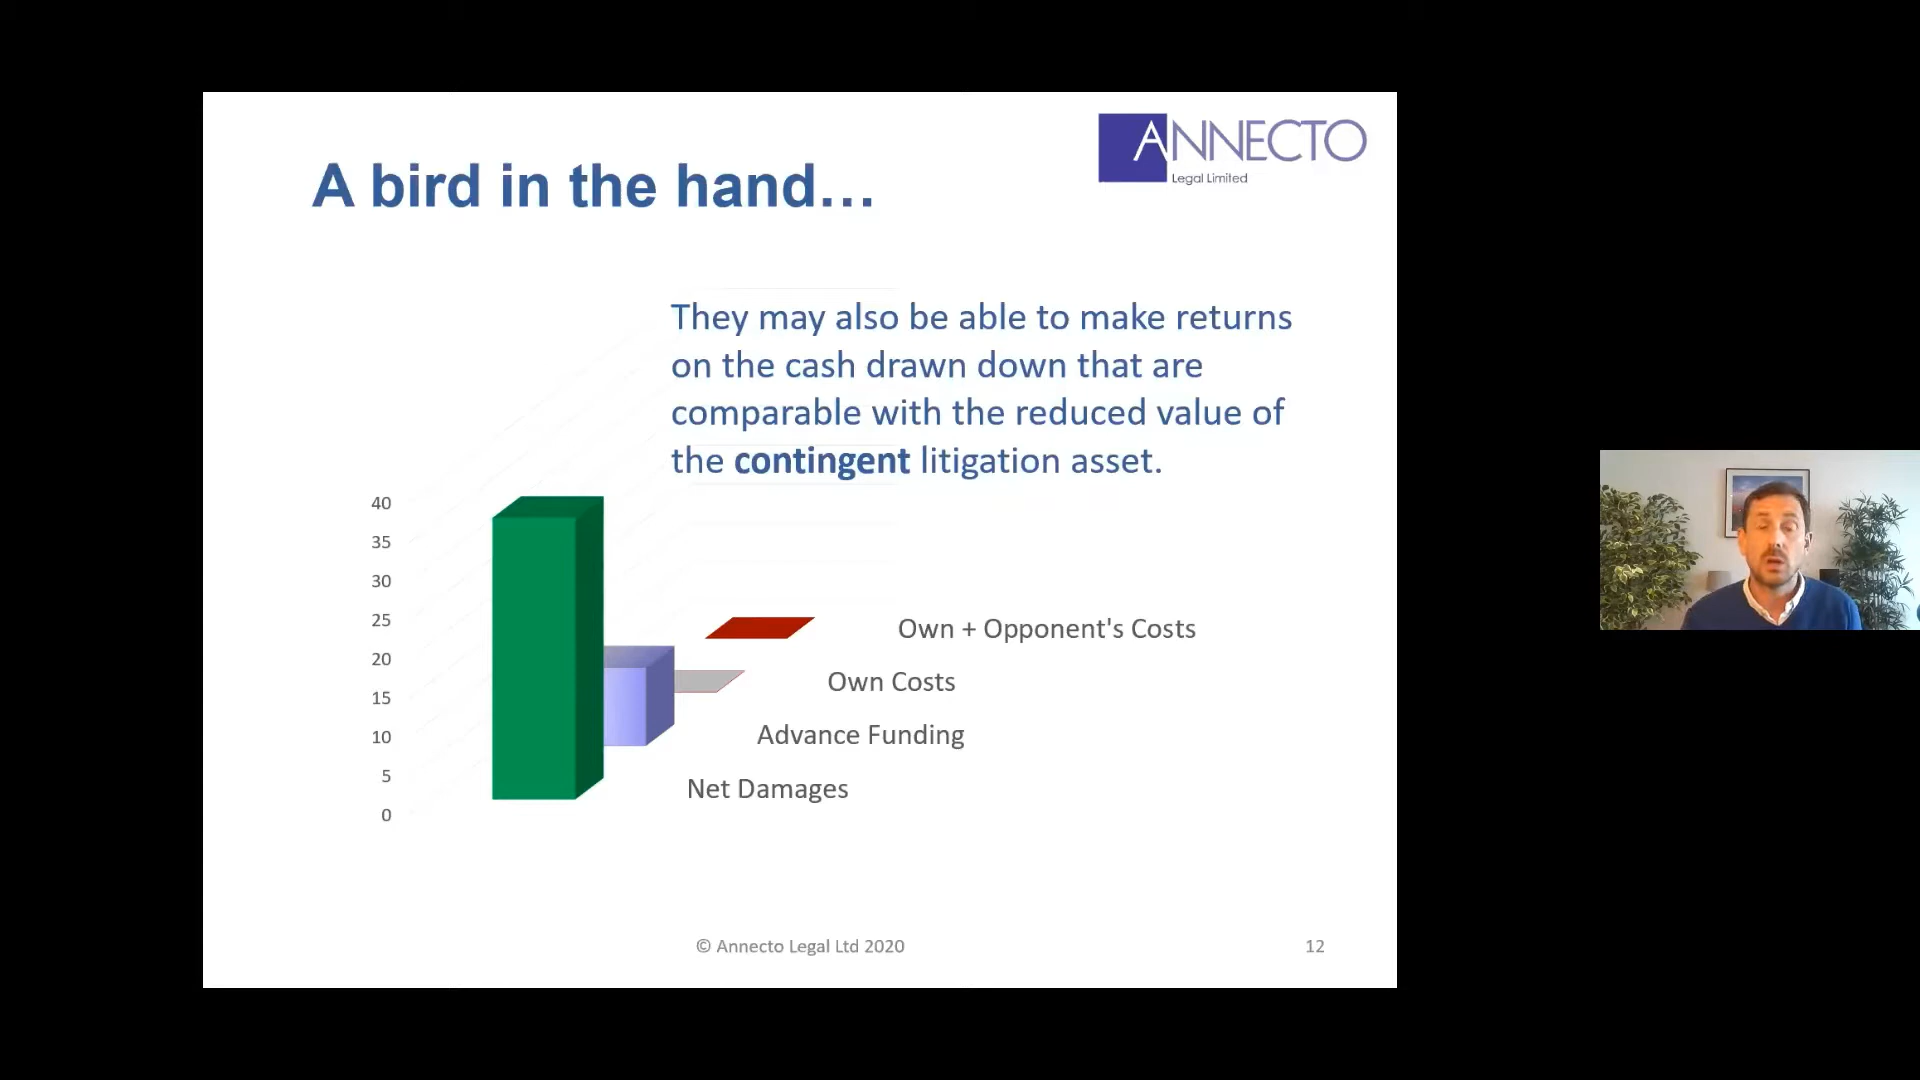 ANNECTO
Legal Limited
A bird in the hand…
They may also be able to make returns
on the cash drawn down that are
comparable with the reduced value of
the contingent litigation asset.
40
35
30
25
20
15
10
5
0
Own + Opponent's Costs
Own Costs
Advance Funding
Net Damages
© Annecto Legal Ltd 2020
12